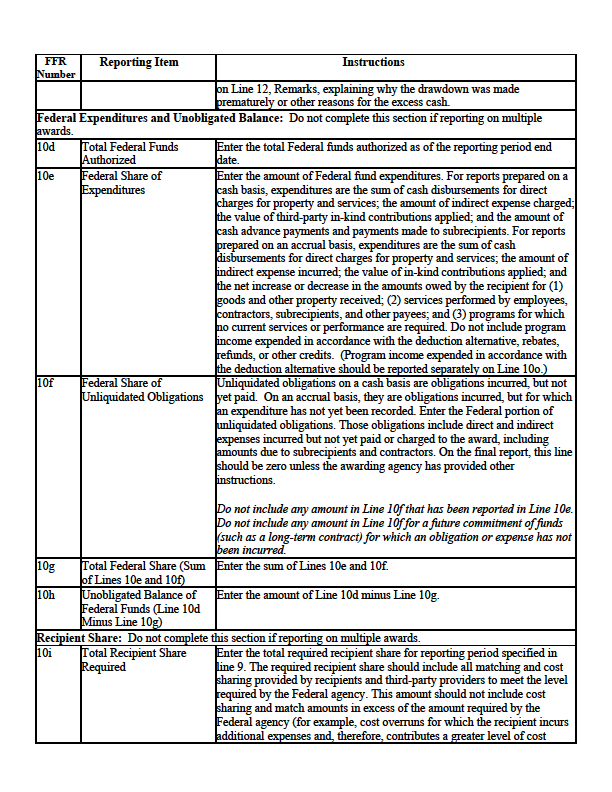 FFR Number	Reporting Item	Instructions
on Line 12, Remarks, explaining why the drawdown was made
prematurely or other reasons for the excess cash.
Federal Expenditures and Unobligated Balance:  Do not complete this section if reporting on multiple
awards.
10d	Total Federal Funds Authorized	Enter the total Federal funds authorized as of the reporting period end
date.
10e	Federal Share of Expenditures	Enter the amount of Federal fund expenditures. For reports prepared on a
cash basis, expenditures are the sum of cash disbursements for direct
charges for property and services; the amount of indirect expense charged;
the value of third-party in-kind contributions applied; and the amount of
cash advance payments and payments made to subrecipients. For reports
prepared on an accrual basis, expenditures are the sum of cash
disbursements for direct charges for property and services; the amount of
indirect expense incurred; the value of in-kind contributions applied; and
the net increase or decrease in the amounts owed by the recipient for (1)
goods and other property received; (2) services performed by employees,
contractors, subrecipients, and other payees; and (3) programs for which
no current services or performance are required. Do not include program
income expended in accordance with the deduction alternative, rebates,
refunds, or other credits.  (Program income expended in accordance with
the deduction alternative should be reported separately on Line 10o.)
10f	Federal Share of Unliquidated Obligations	Unliquidated obligations on a cash basis are obligations incurred, but not
yet paid.  On an accrual basis, they are obligations incurred, but for which
an expenditure has not yet been recorded. Enter the Federal portion of
unliquidated obligations. Those obligations include direct and indirect
expenses incurred but not yet paid or charged to the award, including
amounts due to subrecipients and contractors. On the final report, this line
should be zero unless the awarding agency has provided other
instructions.
Do not include any amount in Line 10f that has been reported in Line 10e.
Do not include any amount in Line 10f for a future commitment of funds
(such as a long-term contract) for which an obligation or expense has not
been incurred.
10g	Total Federal Share (Sum of Lines 10e and 10f)	Enter the sum of Lines 10e and 10f.
10h	Unobligated Balance of Federal Funds (Line 10d Minus Line 10g)	Enter the amount of Line 10d minus Line 10g.
Recipient Share:  Do not complete this section if reporting on multiple awards.
10i	Total Recipient Share Required	Enter the total required recipient share for reporting period specified in
line 9. The required recipient share should include all matching and cost
sharing provided by recipients and third-party providers to meet the level
required by the Federal agency. This amount should not include cost
sharing and match amounts in excess of the amount required by the
Federal agency (for example, cost overruns for which the recipient incurs
additional expenses and, therefore, contributes a greater level of cost